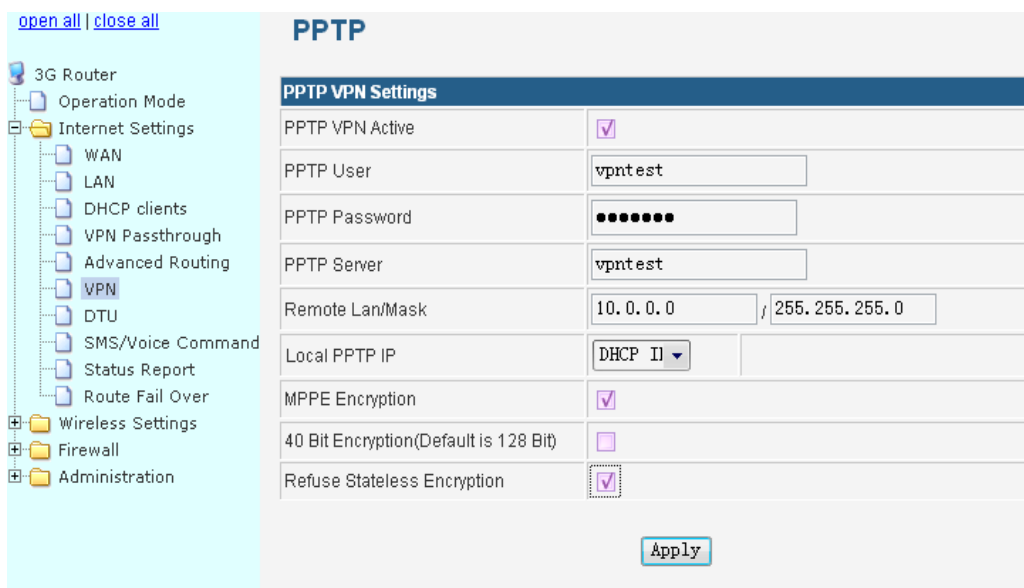 open all | close all
3G Router
Operation Mode
Internet Settings
WAN
LAN
DHCP clients
VPN Passthrough
Advanced Routing
VPN
DTU
SMS/Voice Command
Status Report
Route Fail Over
Wireless Settings
Firewall
Administration
PPTP
PPTP VPN Settings
PPTP VPN Active
PPTP User vpntest
PPTP Password •••••••
PPTP Server vpntest
Remote Lan/Mask 10.0.0.0 / 255.255.255.0
Local PPTP IP DHCP I
MPPE Encryption
40 Bit Encryption(Default is 128 Bit)
Refuse Stateless Encryption
Apply